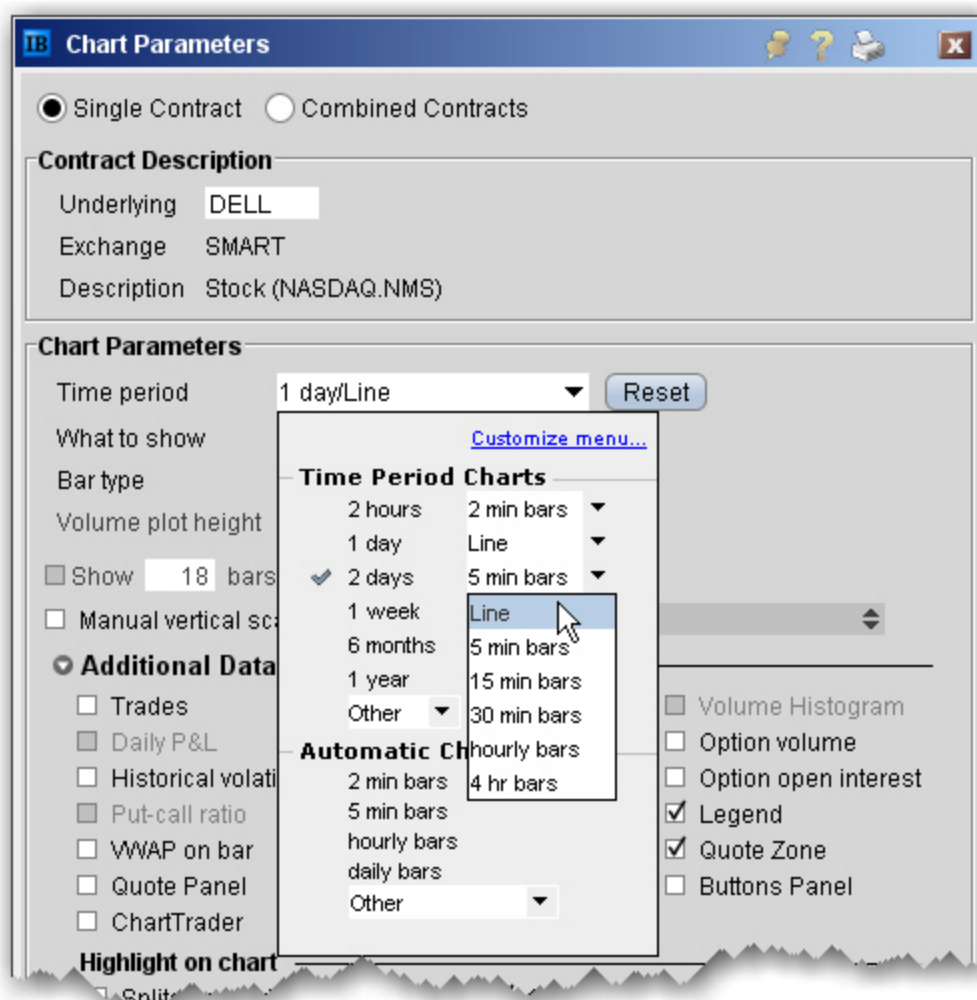 IB Chart Parameters
Single Contract Combined Contracts
Contract Description
Underlying DELL
Exchange SMART
Description Stock (NASDAQ.NMS)
Chart Parameters
Time period 1 day/Line Reset
What to show Customize menu...
Time Period Charts
Bar type
2 hours 2 min bars
Volume plot height
1 day Line
Show 18 bars 2 days 5 min bars
Manual vertical 1 week Line
6 months 5 min bars
Additional Data 1 year 15 min bars
Trades Other 30 min bars Volume Histogram
Daily P&L Automatic hourly bars Option volume
Historical 2 min bars 4 hr bars Option open interest
Put-call ratio 5 min bars Legend
VWAP on bar hourly bars Quote Zone
daily bars
Quote Panel Other Buttons Panel
ChartTrader
Highlight on chart